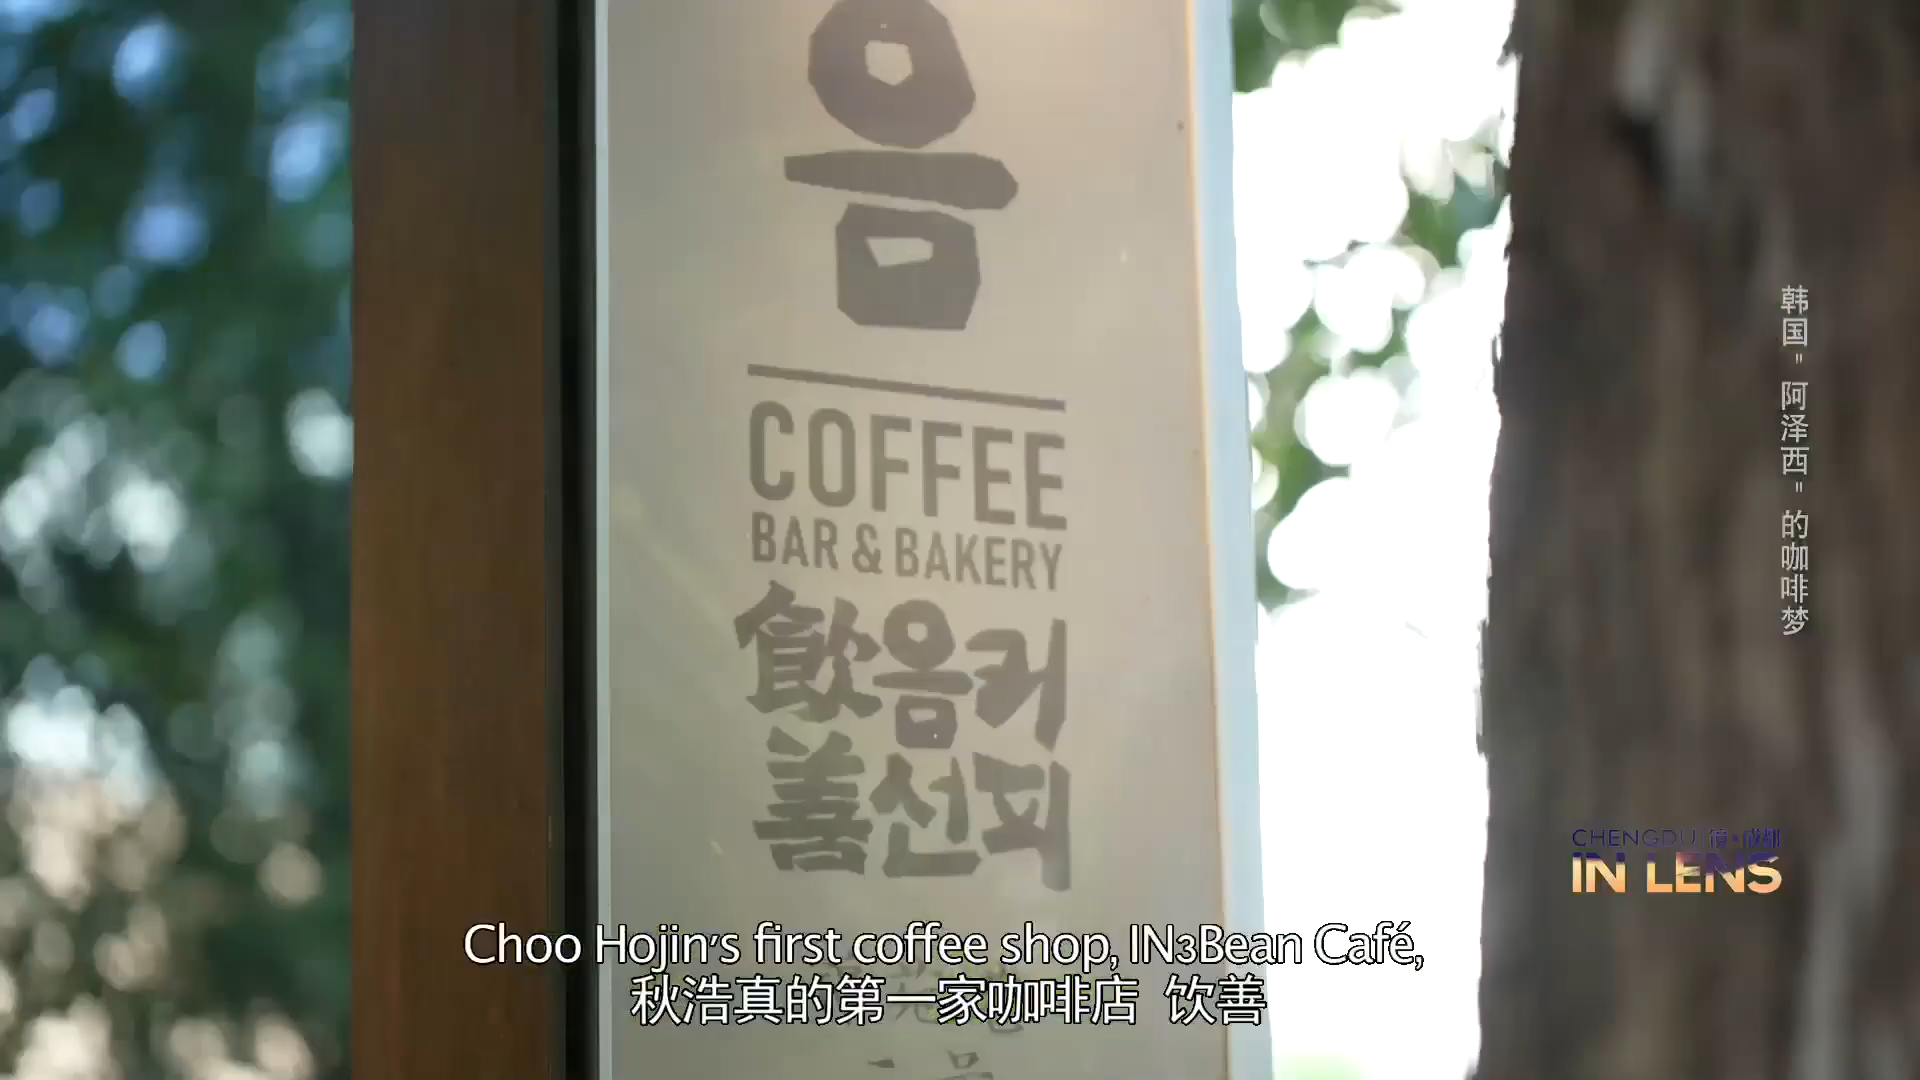 음
COFFEE
BAR & BAKERY
飲음커
善선피
韩国"阿泽西"的咖啡梦
CHENGDU
IN LENS
Choo Hojin's first coffee shop, IN3Bean Café,
秋浩真的第一家咖啡店 饮善